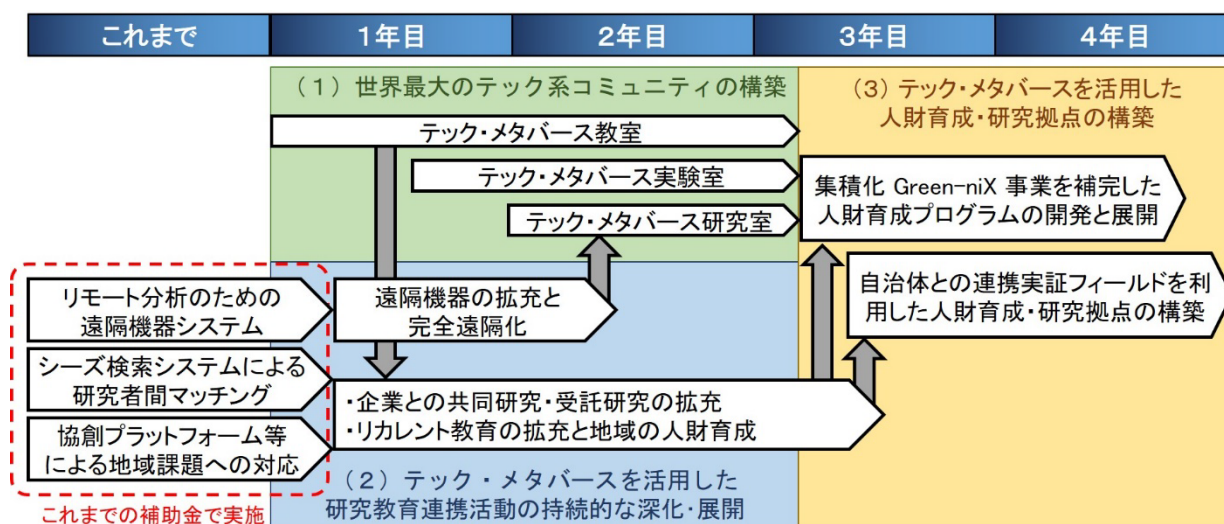 これまで
1年目
2年目
3年目
4年目
（1）世界最大のテック系コミュニティの構築
テック・メタバース教室
テック・メタバース実験室
テック・メタバース研究室
（3）テック・メタバースを活用した
人財育成・研究拠点の構築
集積化 Green-niX 事業を補完した
人財育成プログラムの開発と展開
自治体との連携実証フィールドを利
用した人財育成・研究拠点の構築
リモート分析のための
遠隔機器システム
遠隔機器の拡充と
完全遠隔化
シーズ検索システムによる
研究者間マッチング
・企業との共同研究・受託研究の拡充
・リカレント教育の拡充と地域の人財育成
協創プラットフォーム等
による地域課題への対応
（2）テック・メタバースを活用した
研究教育連携活動の持続的な深化・展開
これまでの補助金で実施